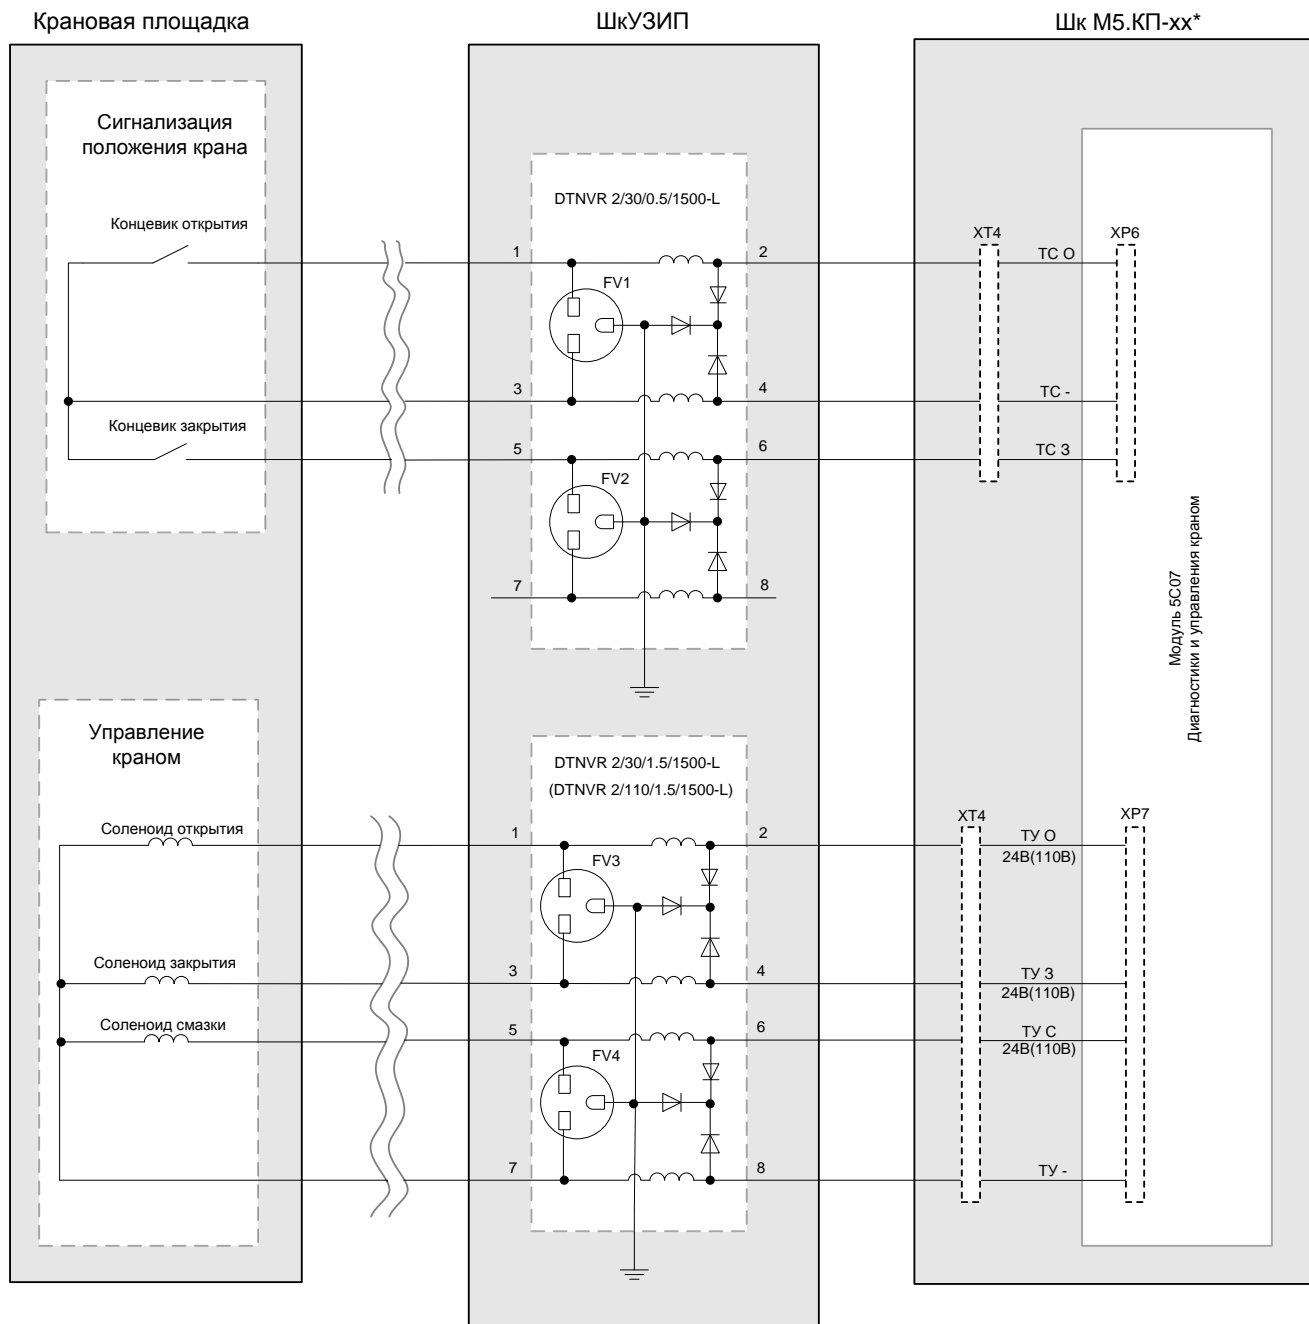 Крановая площадка
ШкУЗИП
Шк М5.КП-хх*
Сигнализация
положения крана
Концевик открытия
Концевик закрытия
DTNVR 2/30/0.5/1500-L
1
2
FV1
3
4
5
6
FV2
7
8
XT4
XP6
ТС О
ТС -
ТС З
Модуль 5С07
Диагностики и управления краном
Управление
краном
Соленоид открытия
Соленоид закрытия
Соленоид смазки
DTNVR 2/30/1.5/1500-L
(DTNVR 2/110/1.5/1500-L)
1
2
FV3
3
4
5
6
FV4
7
8
XT4
XP7
ТУ О
24В(110В)
ТУ З
24В(110В)
ТУ С
24В(110В)
ТУ -